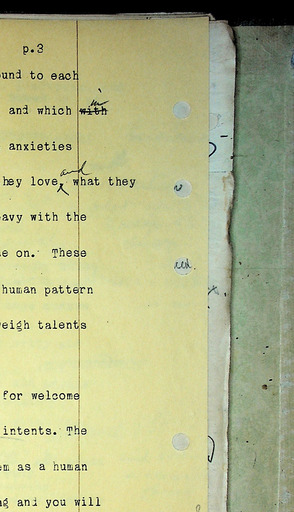 p.3
ound to each
and which with in
anxieties
hey love and what they
avy with the
e on. These
human pattern
eigh talents
for welcome
intents. The
em as a human
ng and you will